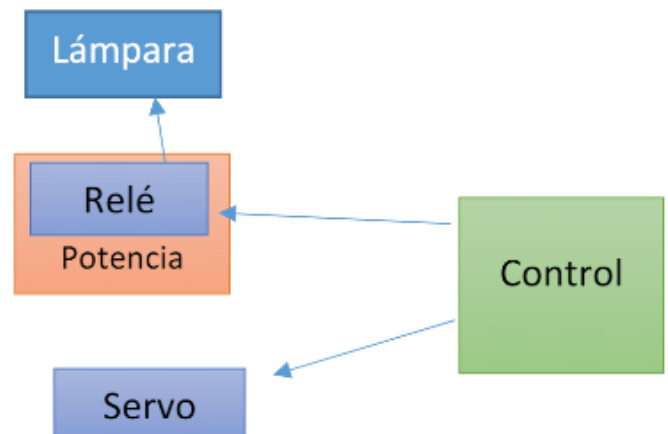 Lámpara
Relé
Potencia
Control
Servo